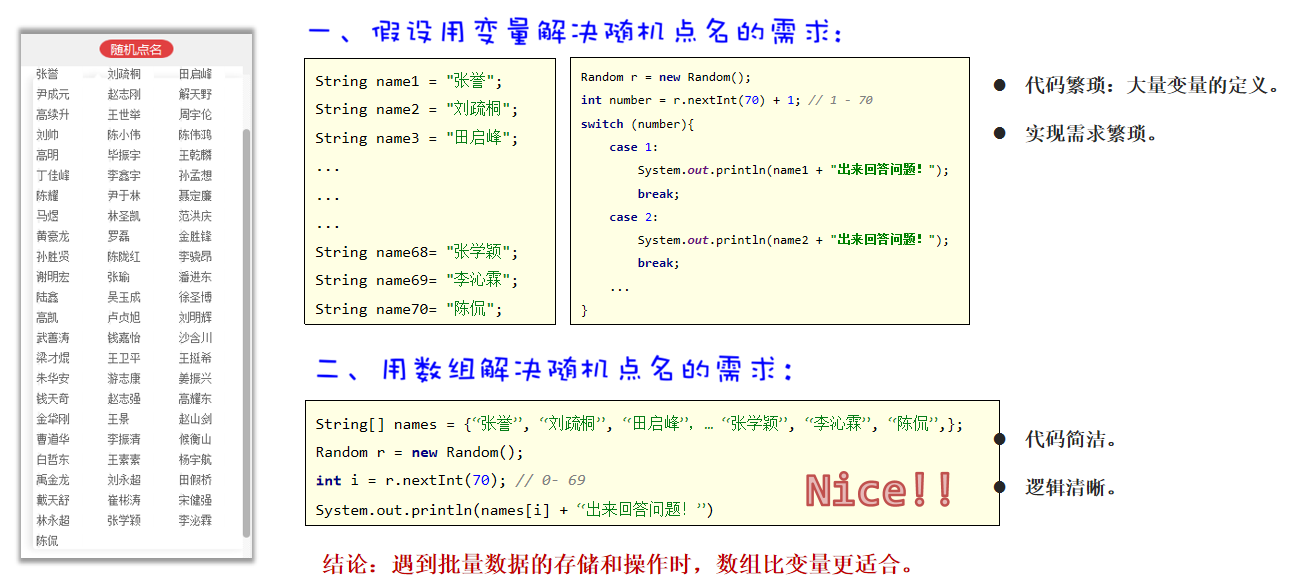 随机点名
张誉 刘疏桐 田启峰
尹成元 赵志刚 解天野
高续升 王世举 周宇伦
刘帅 陈小伟 陈伟鸿
高明 毕振宇 王乾麟
丁佳峰 李鑫宇 孙孟想
陈耀 尹于林 聂定廉
马煜 林圣凯 范洪庆
黄豪龙 罗磊 金胜锋
孙胜贤 陈陇红 李骁昂
谢明宏 张瑜 潘进东
陆鑫 吴玉成 徐圣博
高凯 卢贞旭 刘明辉
武善涛 钱嘉怡 沙含川
梁才焜 王卫平 王挺希
朱华安 游志康 姜振兴
钱天奇 赵志强 高耀东
金牮刚 王景 赵山剑
曹道华 李振清 候衡山
白哲东 王素素 杨宇航
禹金龙 刘永超 田假桥
戴天舒 崔彬涛 宋健强
林永超 张学颖 李泌霖
陈侃
一、假设用变量解决随机点名的需求:
String name1 = "张誉";
String name2 = "刘疏桐";
String name3 = "田启峰";
...
...
...
String name68= "张学颖";
String name69= "李沁霖";
String name70= "陈侃";
Random r = new Random();
int number = r.nextInt(70) + 1; // 1 - 70
switch (number){
case 1:
System.out.println(name1 + "出来回答问题! ");
break;
case 2:
System.out.println(name2 + "出来回答问题! ");
break;
...
}
● 代码繁琐：大量变量的定义。
● 实现需求繁琐。
二、用数组解决随机点名的需求:
String[] names = {“张誉”, “刘疏桐”, “田启峰”, … “张学颖”, “李沁霖”, “陈侃”,};
Random r = new Random();
int i = r.nextInt(70); // 0- 69
System.out.println(names[i] + “出来回答问题! ”)
Nice!!
● 代码简洁。
● 逻辑清晰。
结论：遇到批量数据的存储和操作时，数组比变量更适合。